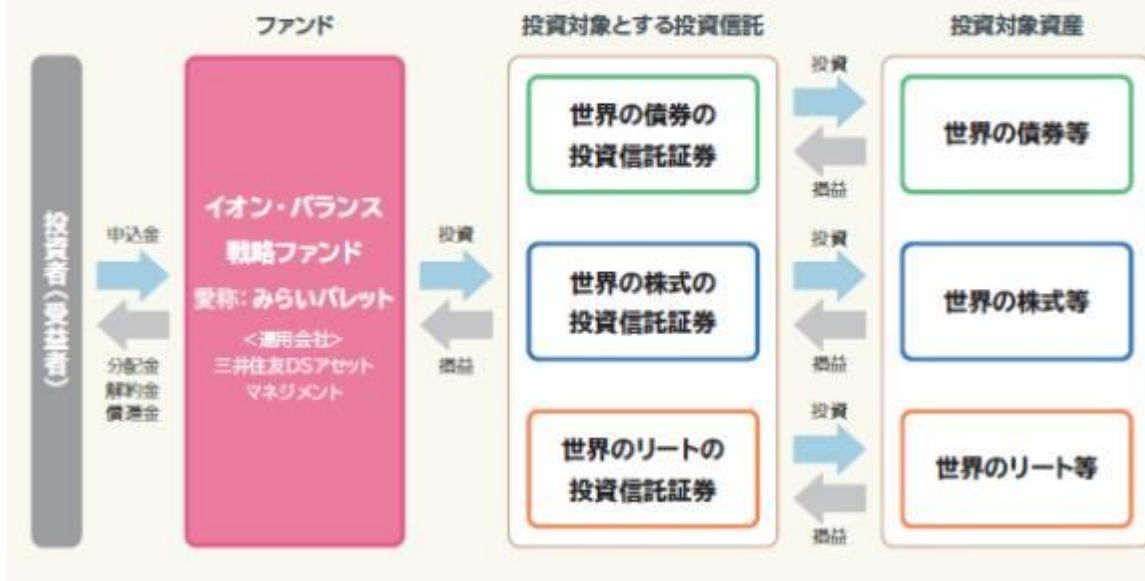 ファンド
投資対象とする投資信託
投資対象資産
投資者(受益者)
申込金
分配金
解約金
償還金
イオン・バランス
戦略ファンド
愛称:みらいパレット
<運用会社>
三井住友DSアセット
マネジメント
投資
損益
世界の債券の
投資信託証券
投資
損益
世界の債券等
世界の株式の
投資信託証券
投資
損益
世界の株式等
世界のリートの
投資信託証券
投資
損益
世界のリート等